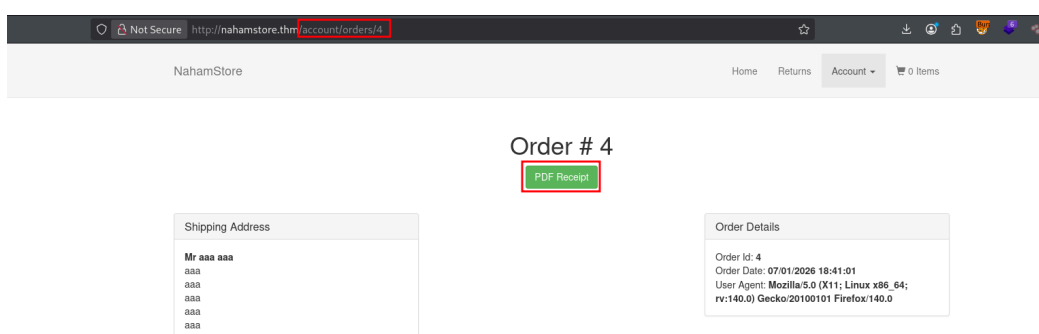 Not Secure http://nahamstore.thm/account/orders/4
NahamStore
Home Returns Account 0 Items
Order # 4
PDF Receipt
Shipping Address
Mr aaa aaa
aaa
aaa
aaa
aaa
aaa
Order Details
Order Id: 4
Order Date: 07/01/2026 18:41:01
User Agent: Mozilla/5.0 (X11; Linux x86_64;
rv:140.0) Gecko/20100101 Firefox/140.0